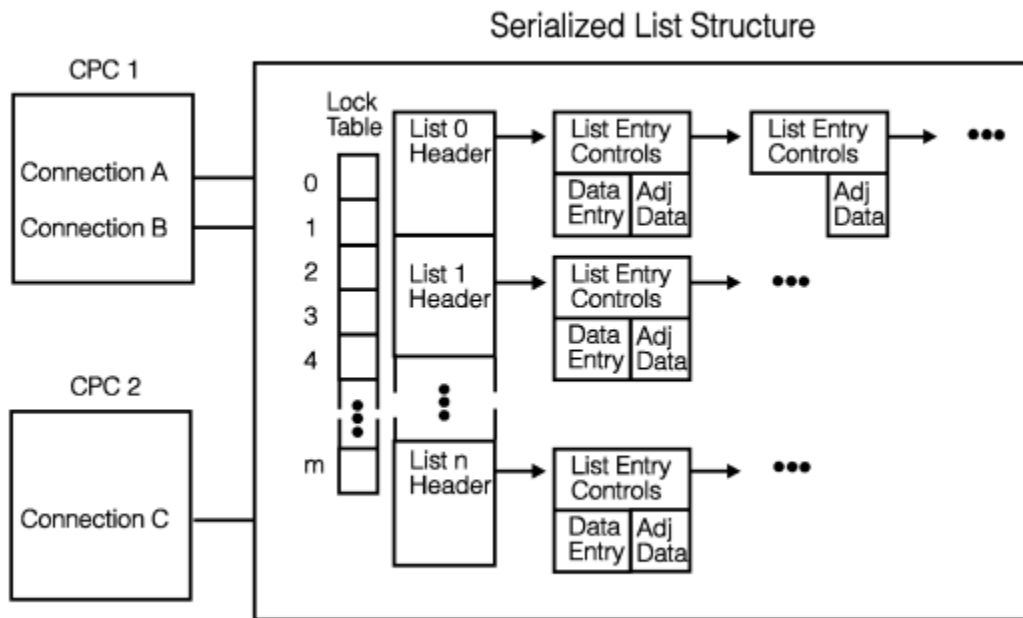 Serialized List Structure
CPC 1
Connection A
Connection B
CPC 2
Connection C
Lock
Table
0
1
2
3
4
m
List 0
Header
List Entry
Controls
Data
Entry
Adj
Data
List Entry
Controls
Adj
Data
List 1
Header
List Entry
Controls
Data
Entry
Adj
Data
List n
Header
List Entry
Controls
Data
Entry
Adj
Data